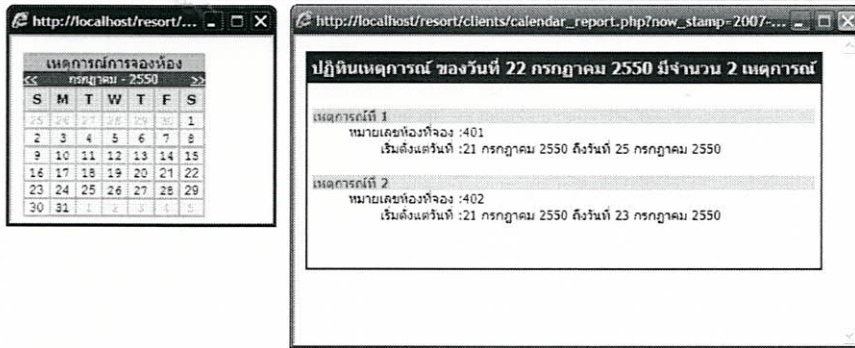 http://localhost/resort/...
เหตุการณ์การจองห้อง
<< กรกฎาคม - 2550 >>
S M T W T F S
25 26 27 28 29 30 1
2 3 4 5 6 7 8
9 10 11 12 13 14 15
16 17 18 19 20 21 22
23 24 25 26 27 28 29
30 31 1 2 3 4 5
http://localhost/resort/clients/calendar_report.php?now_stamp=2007-...
ปฏิทินเหตุการณ์ ของวันที่ 22 กรกฎาคม 2550 มีจำนวน 2 เหตุการณ์
เหตุการณ์ที่ 1
หมายเลขห้องที่จอง :401
เริ่มตั้งแต่วันที่ :21 กรกฎาคม 2550 ถึงวันที่ 25 กรกฎาคม 2550
เหตุการณ์ที่ 2
หมายเลขห้องที่จอง :402
เริ่มตั้งแต่วันที่ :21 กรกฎาคม 2550 ถึงวันที่ 23 กรกฎาคม 2550